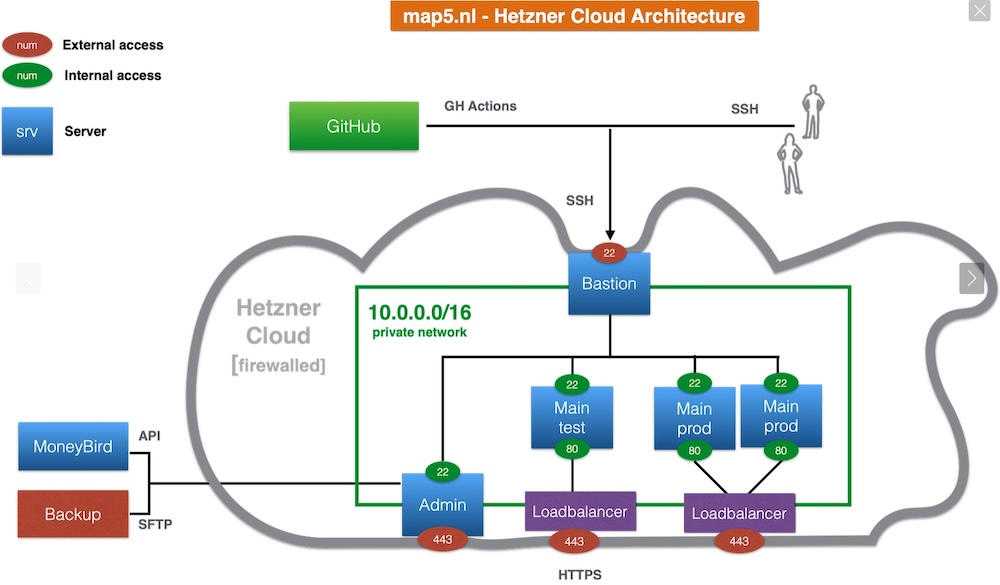 map5.nl - Hetzner Cloud Architecture
num External access
num Internal access
srv Server
GitHub
GH Actions
SSH
SSH
22
Bastion
Hetzner
Cloud
[firewalled]
10.0.0.0/16
private network
22
Main
test
80
22
Main
prod
80
22
Main
prod
80
MoneyBird
API
Backup
SFTP
22
Admin
443
Loadbalancer
443
Loadbalancer
443
HTTPS